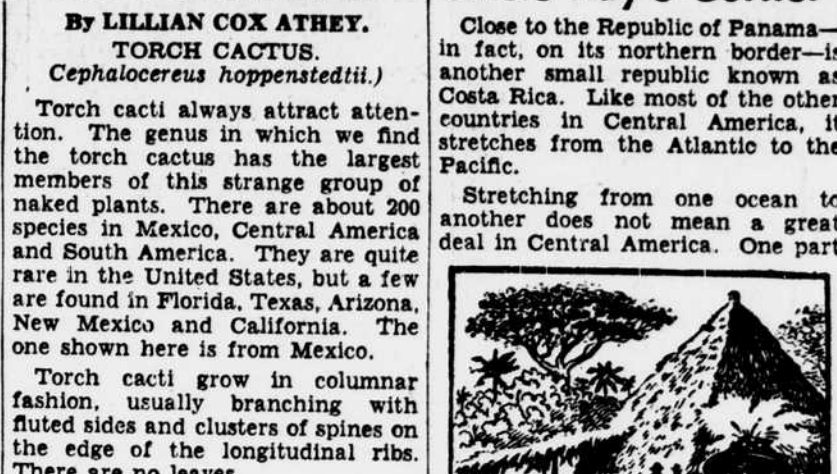 By LILLIAN COX ATHEY.
TORCH CACTUS.
Cephalocereus hoppenstedtii.)
Torch cacti always attract atten-
tion. The genus in which we find
the torch cactus has the largest
members of this strange group of
naked plants. There are about 200
species in Mexico, Central America
and South America. They are quite
rare in the United States, but a few
are found in Florida, Texas, Arizona,
New Mexico and California. The
one shown here is from Mexico.
Torch cacti grow in columnar
fashion, usually branching with
fluted sides and clusters of spines on
the edge of the longitudinal ribs.
There are no leaves
Close to the Republic of Panama—
in fact, on its northern border—is
another small republic known as
Costa Rica. Like most of the other
countries in Central America, it
stretches from the Atlantic to the
Pacific.
Stretching from one ocean to
another does not mean a great
deal in Central America. One part